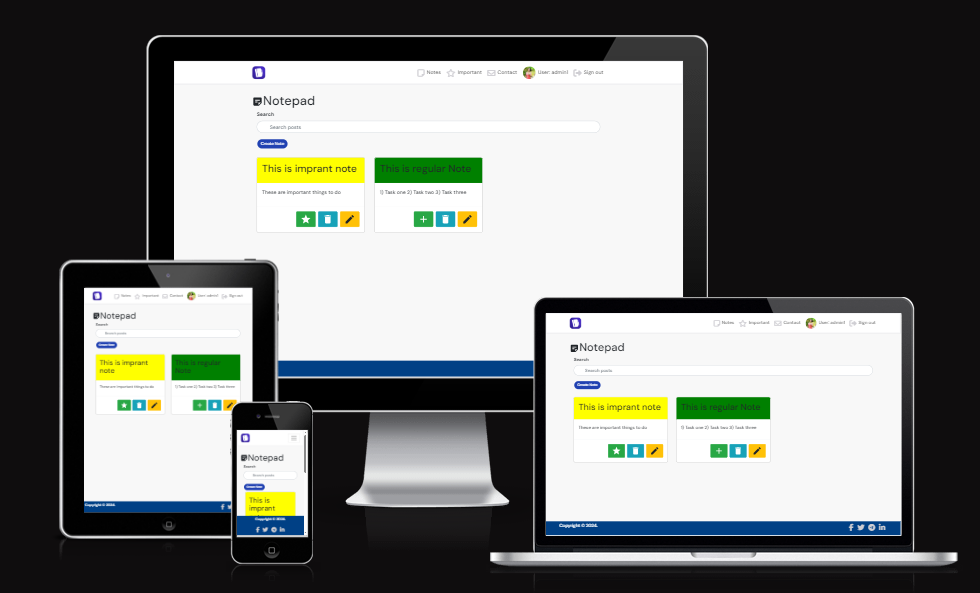 Notes Important Contact User: admin! Sign out
Notepad
Search
Search posts
Create Note
This is imprant note
This is regular Note
These are important things to do
1) Task one 2) Task two 3) Task three
Notes Important Contact User: admin! Sign out
Notepad
Search
Search posts
Create Note
This is imprant
note
This is regular
Note
These are important things to do
1) Task one 2) Task two 3) Task three
Copyright © 2024.
Notepad
Search
Search posts
Create Note
This is
imprant
Copyright © 2024.
Notes Important Contact User: admin! Sign out
Notepad
Search
Search posts
Create Note
This is imprant note
This is regular Note
These are important things to do
1) Task one 2) Task two 3) Task three
Copyright © 2024.